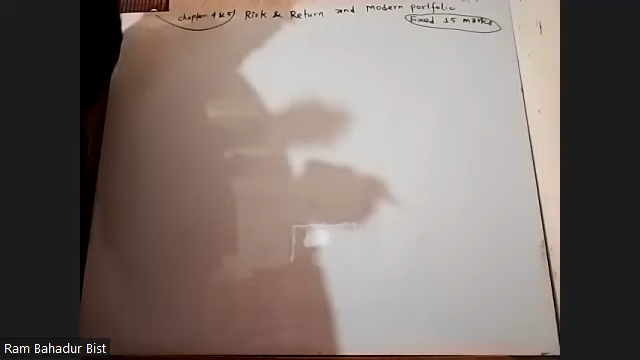 chapter 4 & 5) Risk & Return and Modern portfolio
Fixed 15 marks
Ram Bahadur Bist